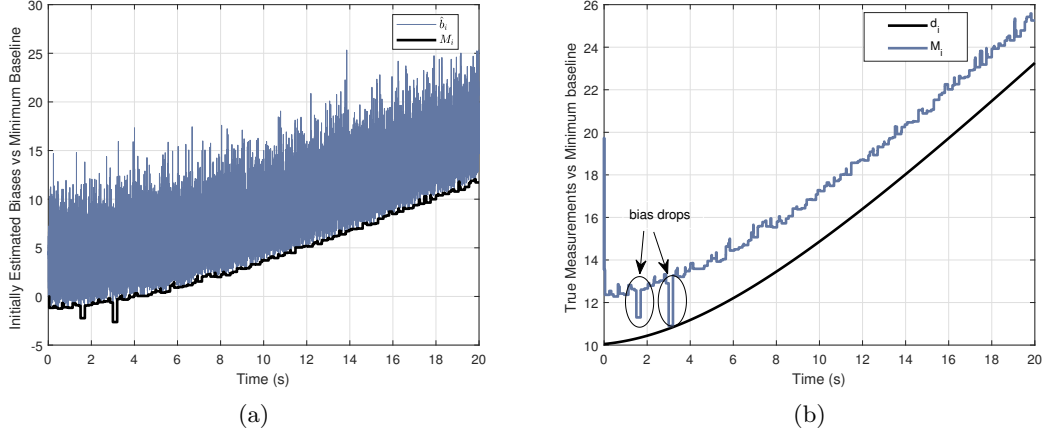 30
25
20
15
10
5
0
-5
Initially Estimated Biases vs Minimum Baseline
b̂ᵢ
Mᵢ
0 2 4 6 8 10 12 14 16 18 20
Time (s)
(a)
26
24
22
20
18
16
14
12
10
True Measurements vs Minimum baseline
dᵢ
Mᵢ
bias drops
0 2 4 6 8 10 12 14 16 18 20
Time (s)
(b)